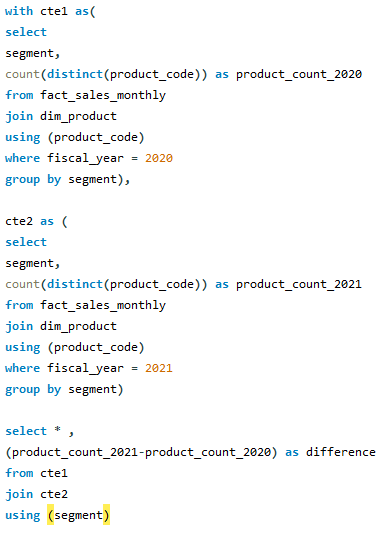 with cte1 as(
select
segment,
count(distinct(product_code)) as product_count_2020
from fact_sales_monthly
join dim_product
using (product_code)
where fiscal_year = 2020
group by segment),
cte2 as (
select
segment,
count(distinct(product_code)) as product_count_2021
from fact_sales_monthly
join dim_product
using (product_code)
where fiscal_year = 2021
group by segment)
select * ,
(product_count_2021-product_count_2020) as difference
from cte1
join cte2
using (segment)